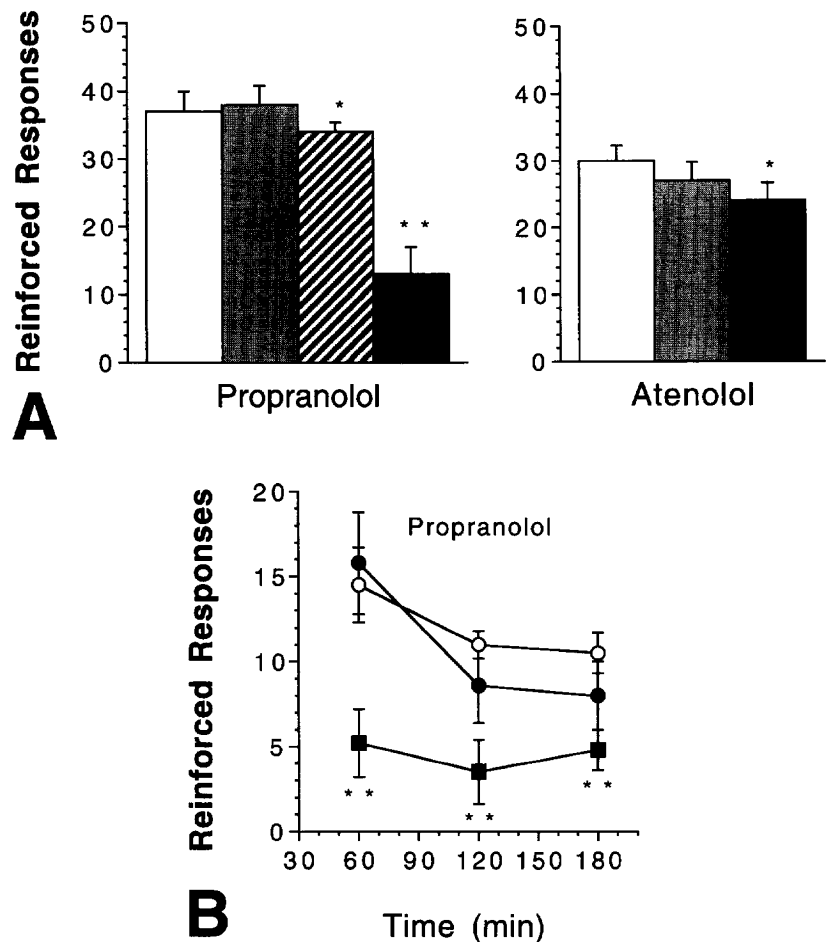 Reinforced Responses
50
40
30
20
10
0
*
* *
Propranolol
50
40
30
20
10
0
*
Atenolol
A
Reinforced Responses
20
15
10
5
0
Propranolol
* *
* *
* *
30 60 90 120 150 180
Time (min)
B